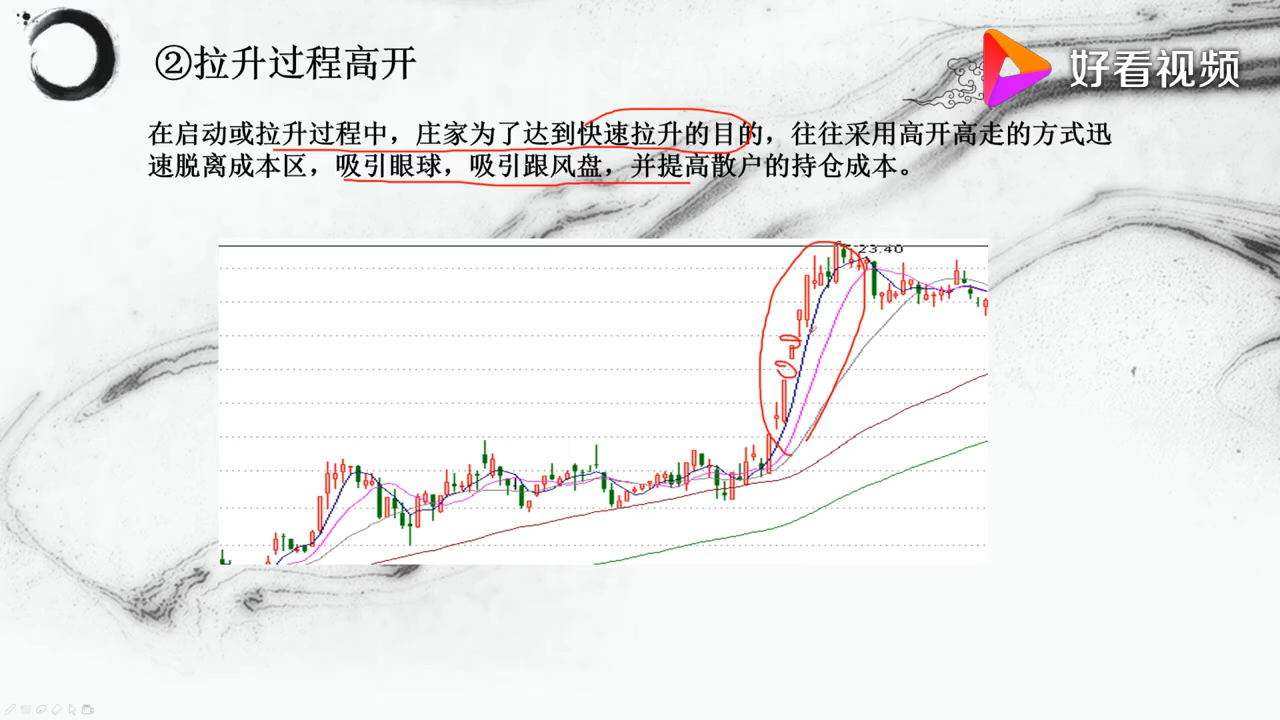 ②拉升过程高开
好看视频
在启动或拉升过程中，庄家为了达到快速拉升的目的，往往采用高开高走的方式迅
速脱离成本区，吸引眼球，吸引跟风盘，并提高散户的持仓成本。
23.40